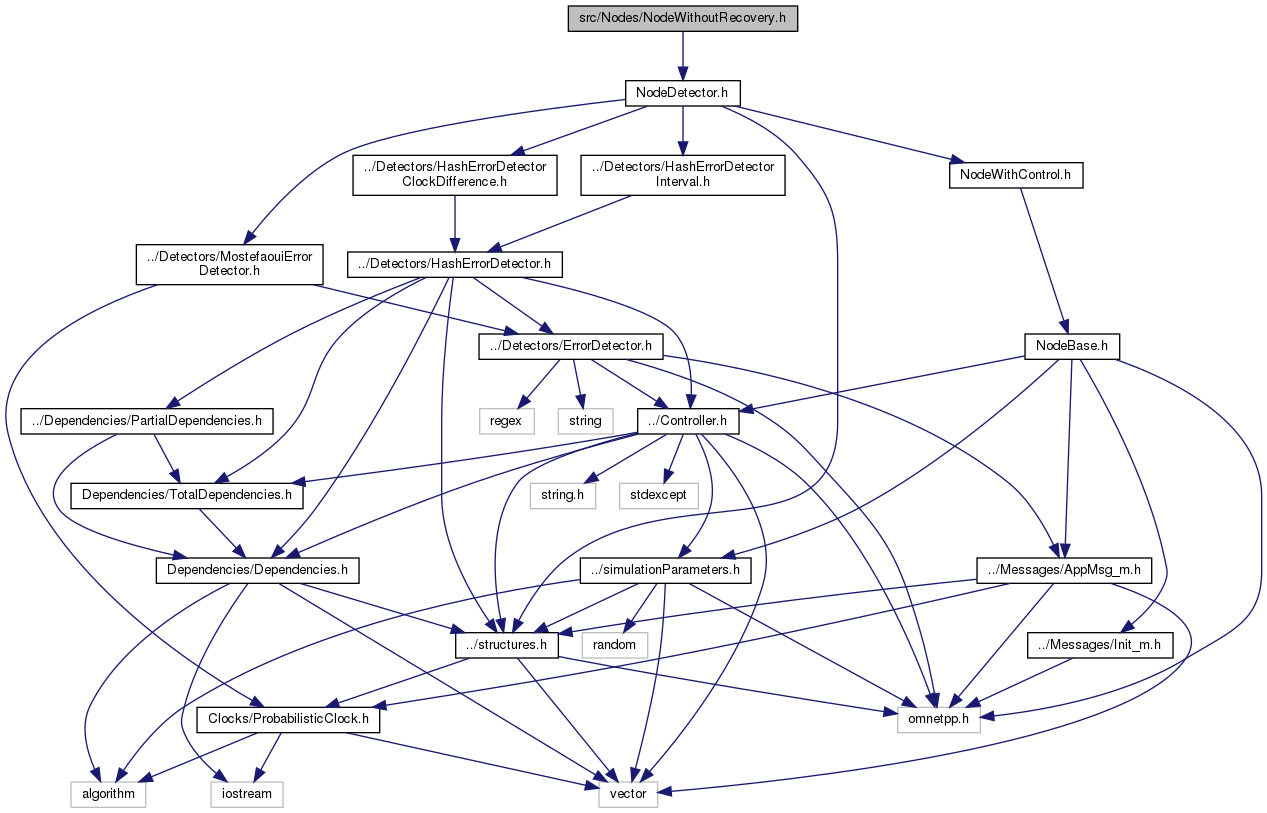 src/Nodes/NodeWithoutRecovery.h
NodeDetector.h
../Detectors/HashErrorDetector
ClockDifference.h
../Detectors/HashErrorDetector
Interval.h
NodeWithControl.h
../Detectors/MostefaouiError
Detector.h
../Detectors/HashErrorDetector.h
../Detectors/ErrorDetector.h
NodeBase.h
../Dependencies/PartialDependencies.h
regex
string
../Controller.h
Dependencies/TotalDependencies.h
string.h
stdexcept
Dependencies/Dependencies.h
../simulationParameters.h
../Messages/AppMsg_m.h
../structures.h
random
../Messages/Init_m.h
Clocks/ProbabilisticClock.h
omnetpp.h
algorithm
iostream
vector